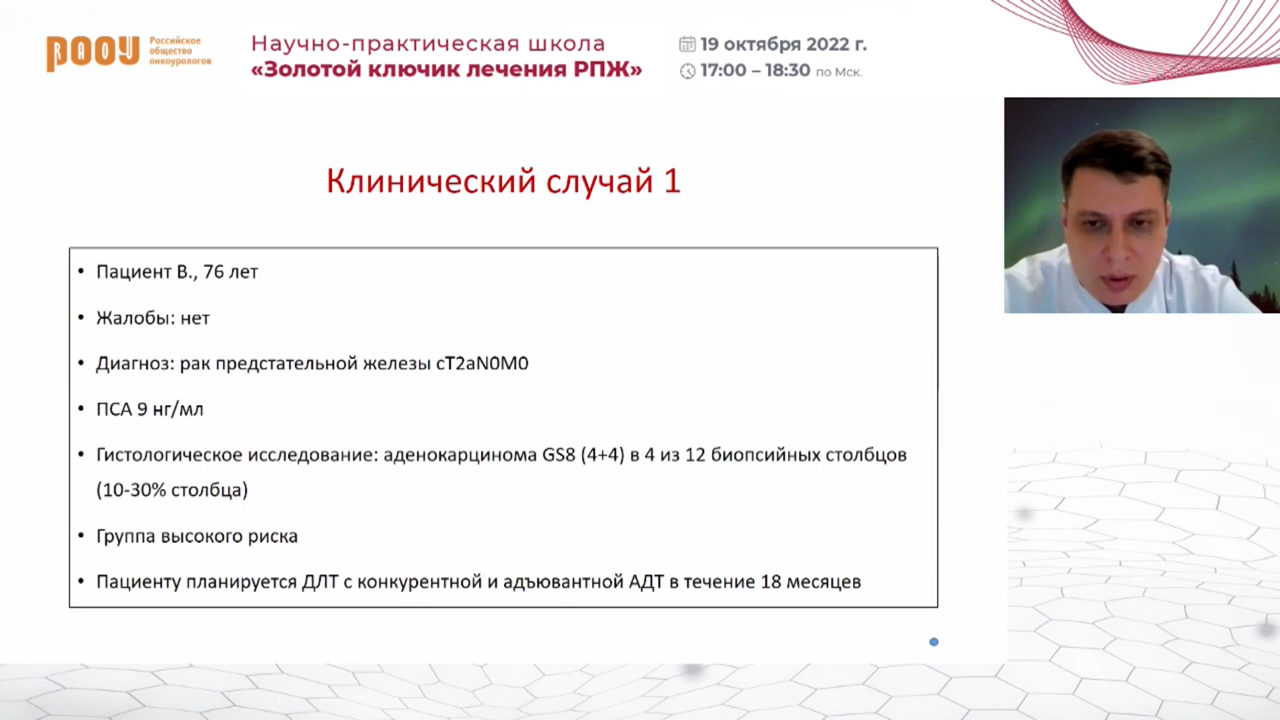 РООУ
RAOU
Российское
общество
онкоурологов
Научно-практическая школа
«Золотой ключик лечения РПЖ»
19 октября 2022 г.
17:00 – 18:30 по Мск.
Клинический случай 1
• Пациент В., 76 лет
• Жалобы: нет
• Диагноз: рак предстательной железы cT2aN0M0
• ПСА 9 нг/мл
• Гистологическое исследование: аденокарцинома GS8 (4+4) в 4 из 12 биопсийных столбцов
(10-30% столбца)
• Группа высокого риска
• Пациенту планируется ДЛТ с конкурентной и адъювантной АДТ в течение 18 месяцев